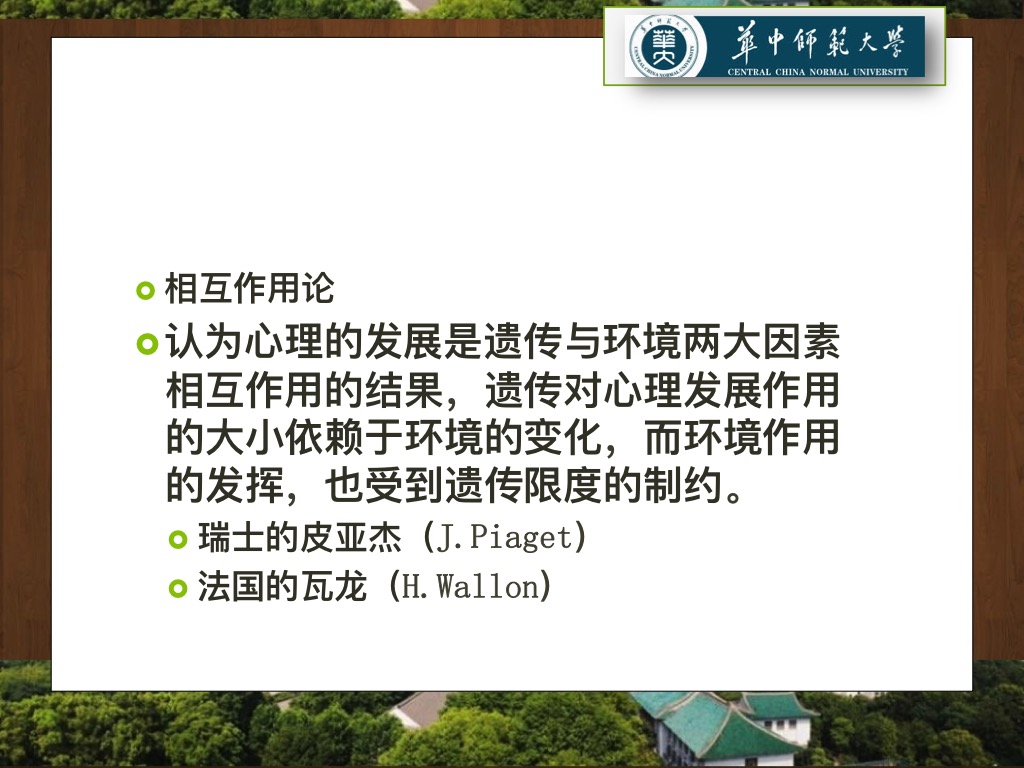 華中師範大學
CENTRAL CHINA NORMAL UNIVERSITY
相互作用论
认为心理的发展是遗传与环境两大因素
相互作用的结果，遗传对心理发展作用
的大小依赖于环境的变化，而环境作用
的发挥，也受到遗传限度的制约。
瑞士的皮亚杰（J.Piaget）
法国的瓦龙（H.Wallon）